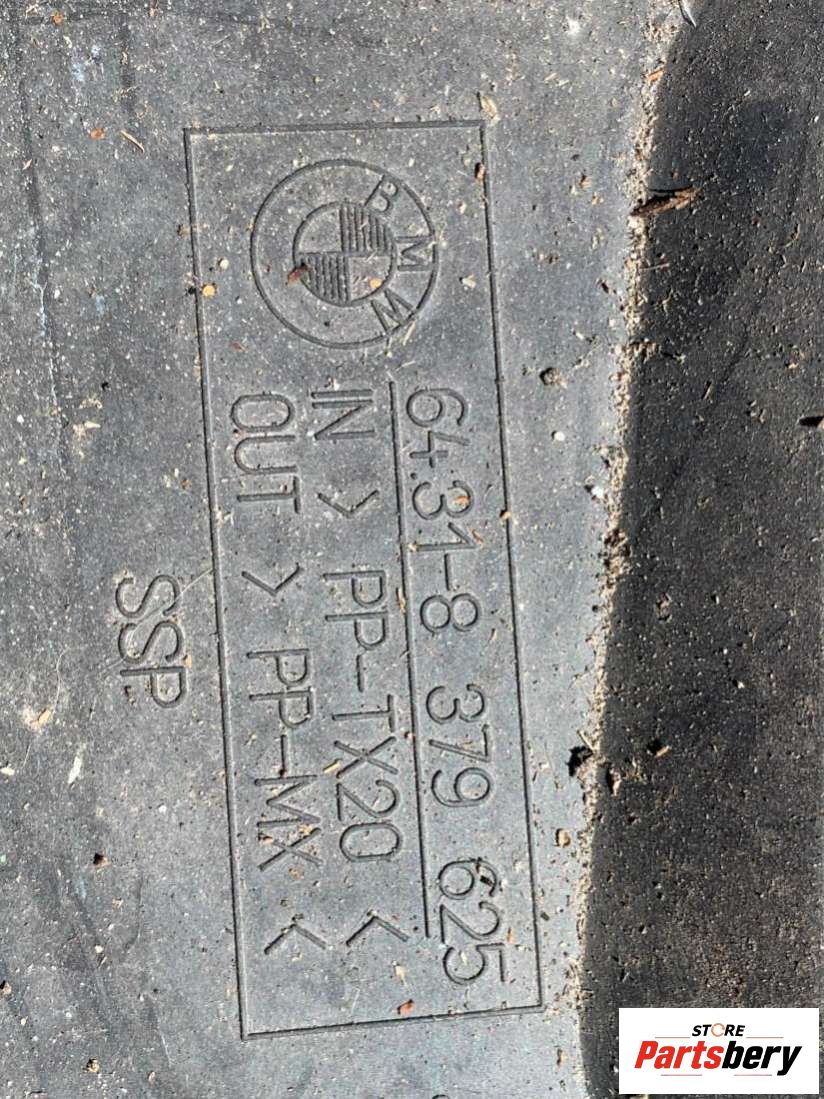 BMW
64.31-8 379 625
IN > PP-TX20 <
OUT > PP-MX <
SSP
STORE
Partsbery